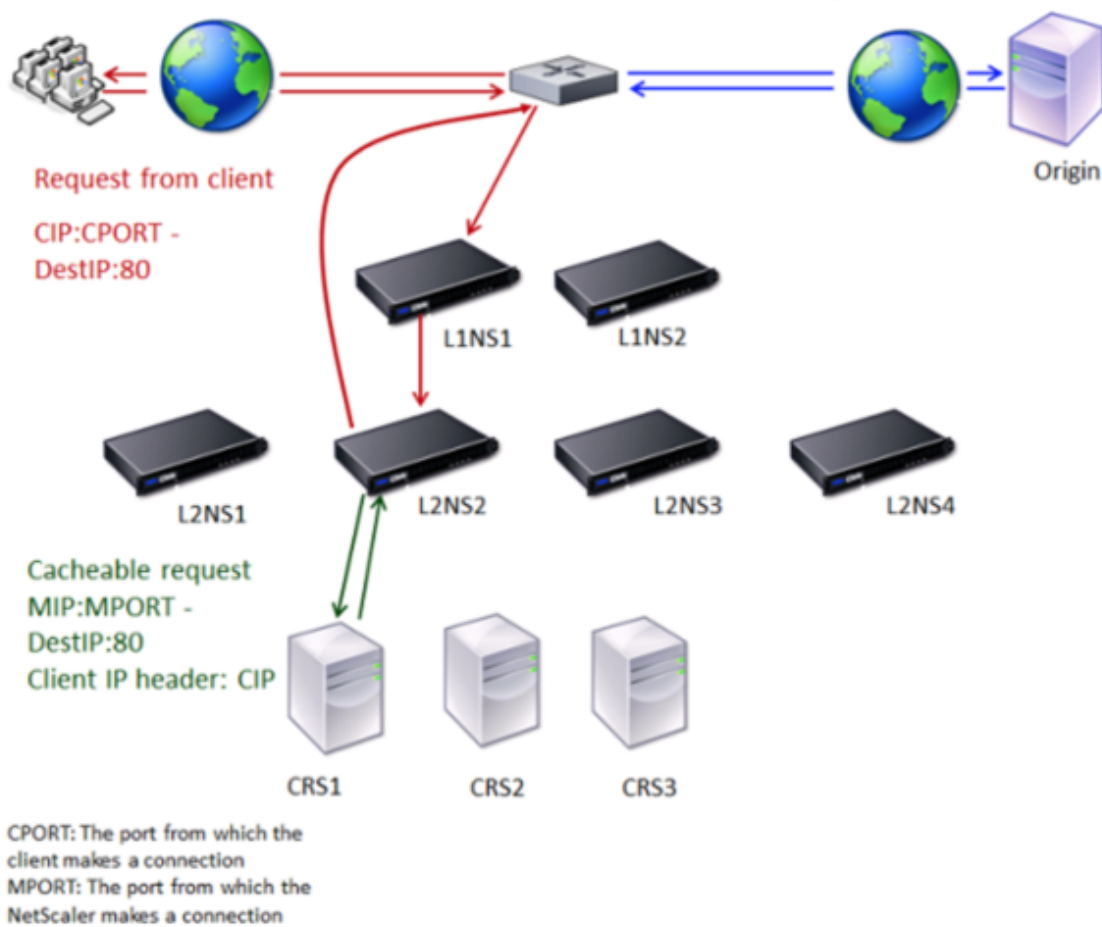 Origin
Request from client
CIP:CPORT -
DestIP:80
L1NS1
L1NS2
L2NS1
L2NS2
L2NS3
L2NS4
Cacheable request
MIP:MPORT -
DestIP:80
Client IP header: CIP
CRS1
CRS2
CRS3
CPORT: The port from which the
client makes a connection
MPORT: The port from which the
NetScaler makes a connection